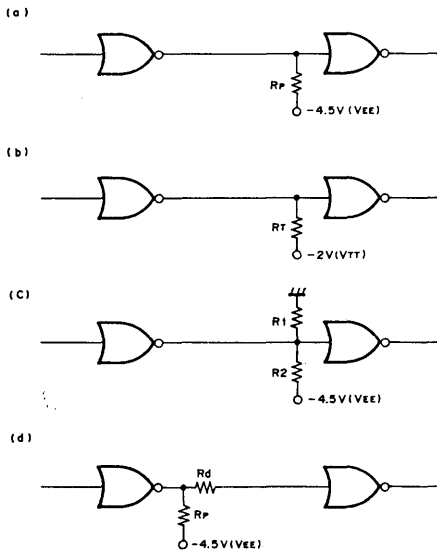 (a)
RP
-4.5V(VEE)
(b)
RT
-2V(VTT)
(C)
R1
R2
-4.5V(VEE)
(d)
Rd
RP
-4.5V(VEE)